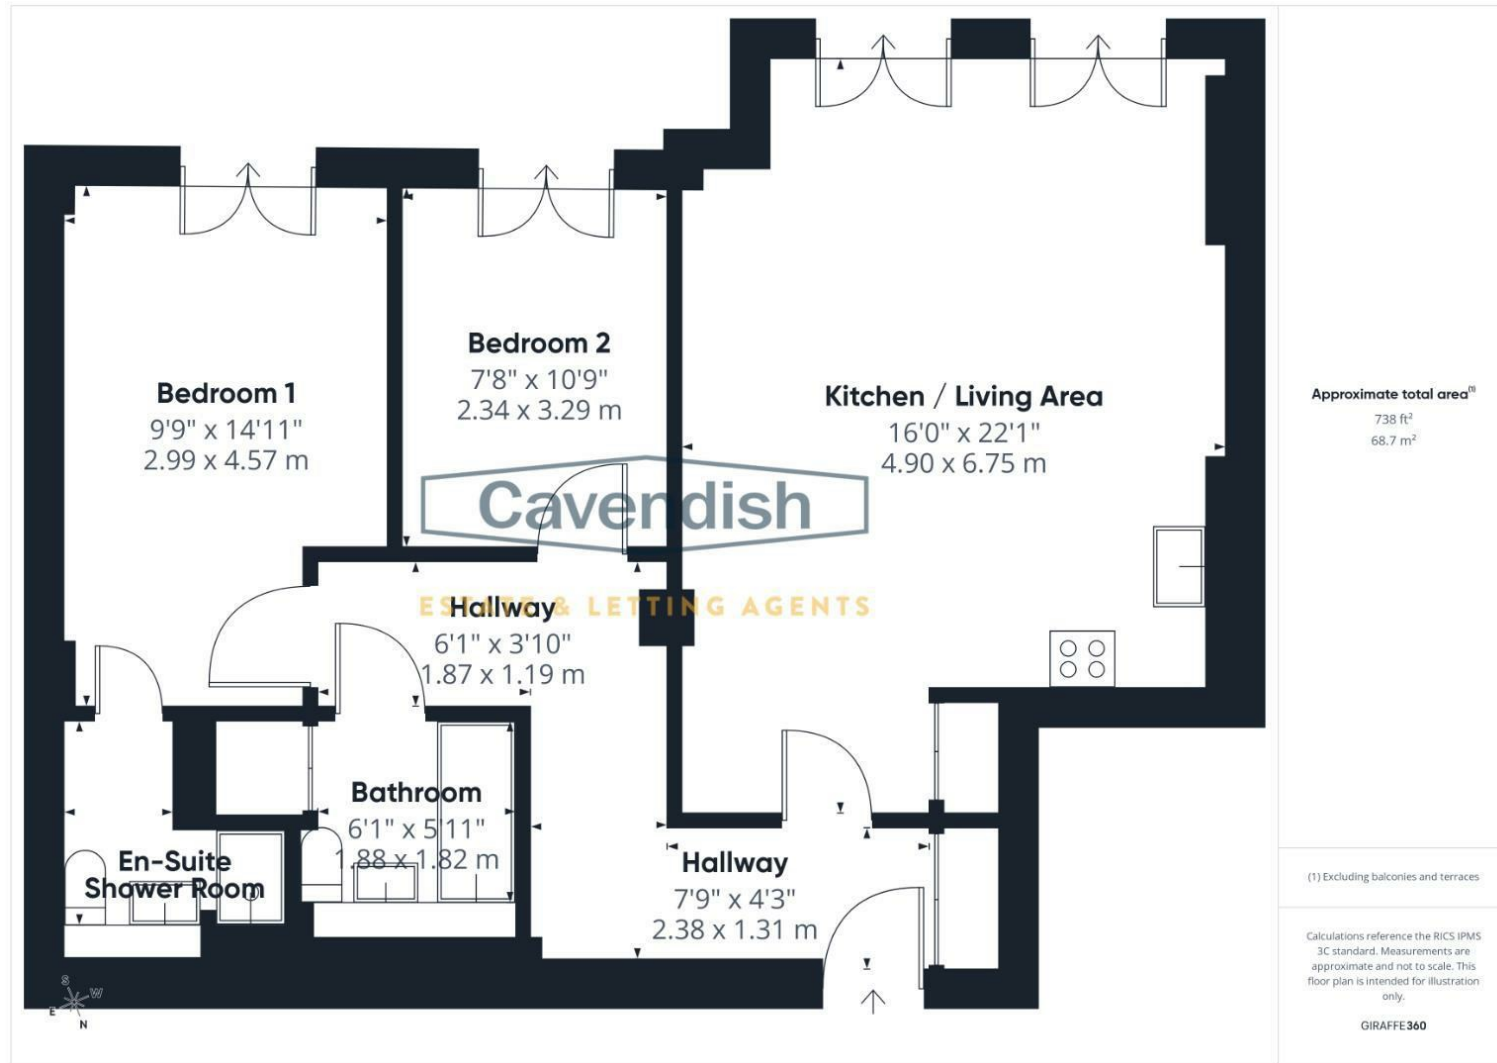 Bedroom 1
9'9" x 14'11"
2.99 x 4.57 m
Bedroom 2
7'8" x 10'9"
2.34 x 3.29 m
Kitchen / Living Area
16'0" x 22'1"
4.90 x 6.75 m
Cavendish
ESTATE & LETTING AGENTS
Hallway
6'1" x 3'10"
1.87 x 1.19 m
Bathroom
6'1" x 5'11"
1.88 x 1.82 m
En-Suite
Shower Room
Hallway
7'9" x 4'3"
2.38 x 1.31 m
S
W
E
N
Approximate total area(1)
738 ft²
68.7 m²
(1) Excluding balconies and terraces
Calculations reference the RICS IPMS
3C standard. Measurements are
approximate and not to scale. This
floor plan is intended for illustration
only.
GIRAFFE360